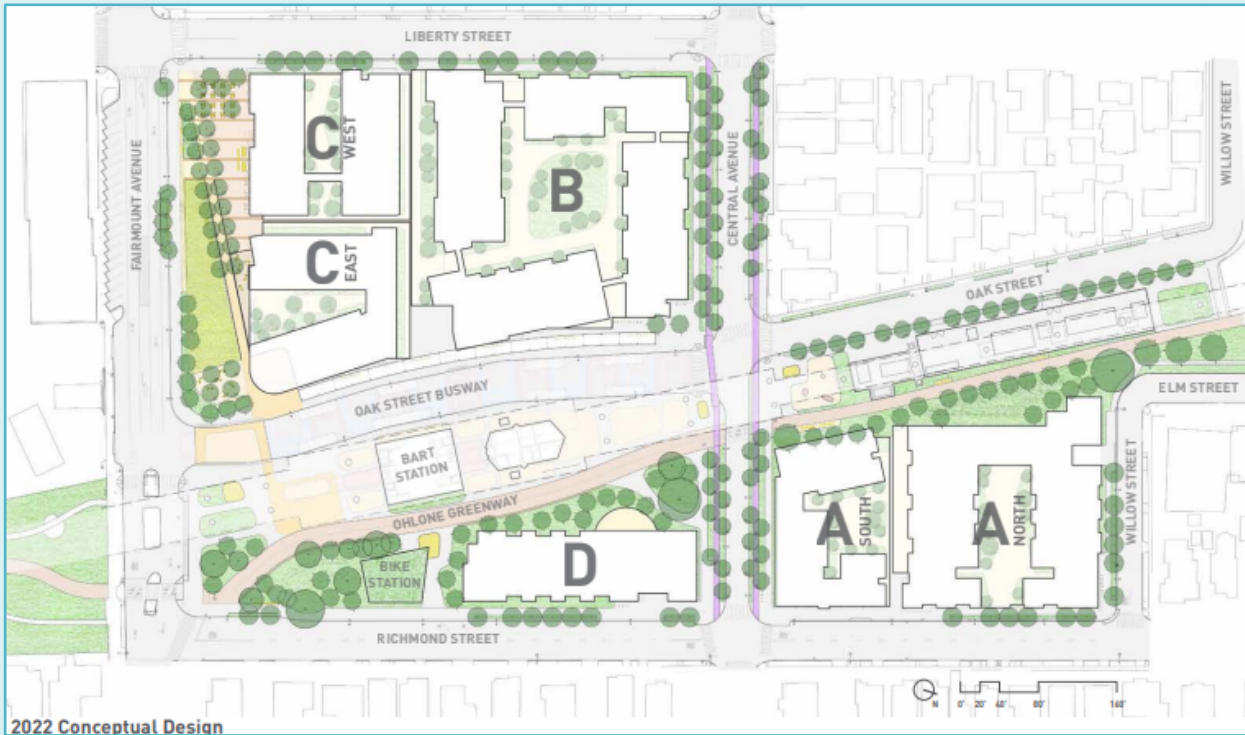 LIBERTY STREET
FAIRMOUNT AVENUE
C
WEST
B
CENTRAL AVENUE
WILLOW STREET
C
EAST
OAK STREET
OAK STREET BUSWAY
ELM STREET
BART
STATION
OHLONE GREENWAY
A
SOUTH
A
NORTH
WILLOW STREET
D
BIKE
STATION
RICHMOND STREET
N
0' 20' 40' 80' 160'
2022 Conceptual Design